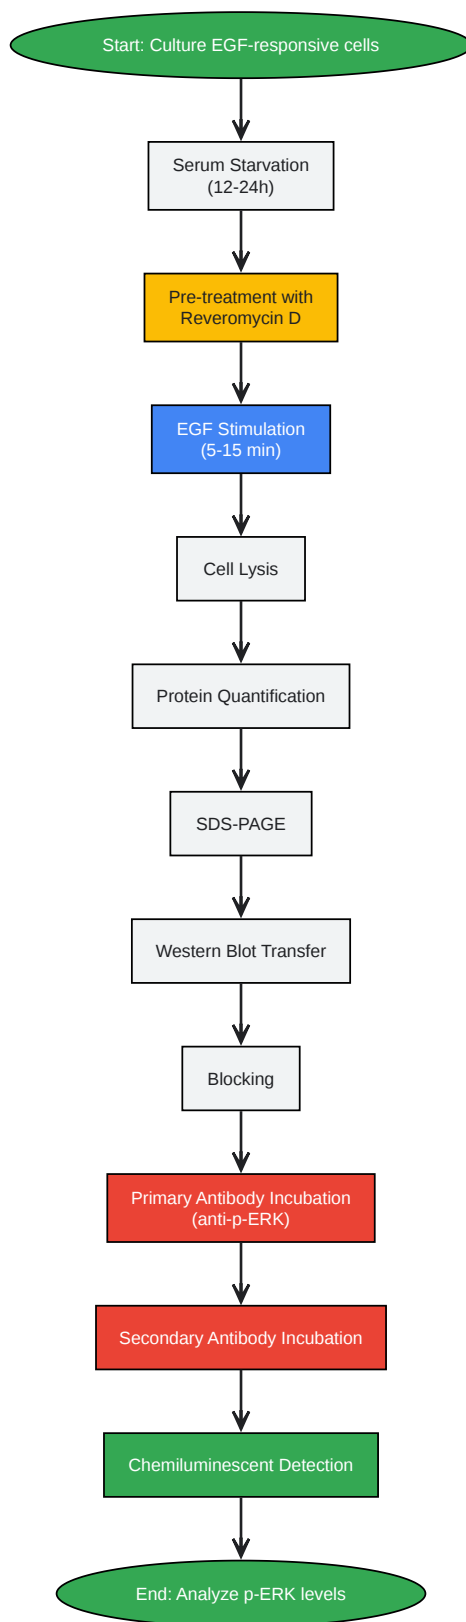 Start: Culture EGF-responsive cells
Serum Starvation
(12-24h)
Pre-treatment with
Reveromycin D
EGF Stimulation
(5-15 min)
Cell Lysis
Protein Quantification
SDS-PAGE
Western Blot Transfer
Blocking
Primary Antibody Incubation
(anti-p-ERK)
Secondary Antibody Incubation
Chemiluminescent Detection
End: Analyze p-ERK levels